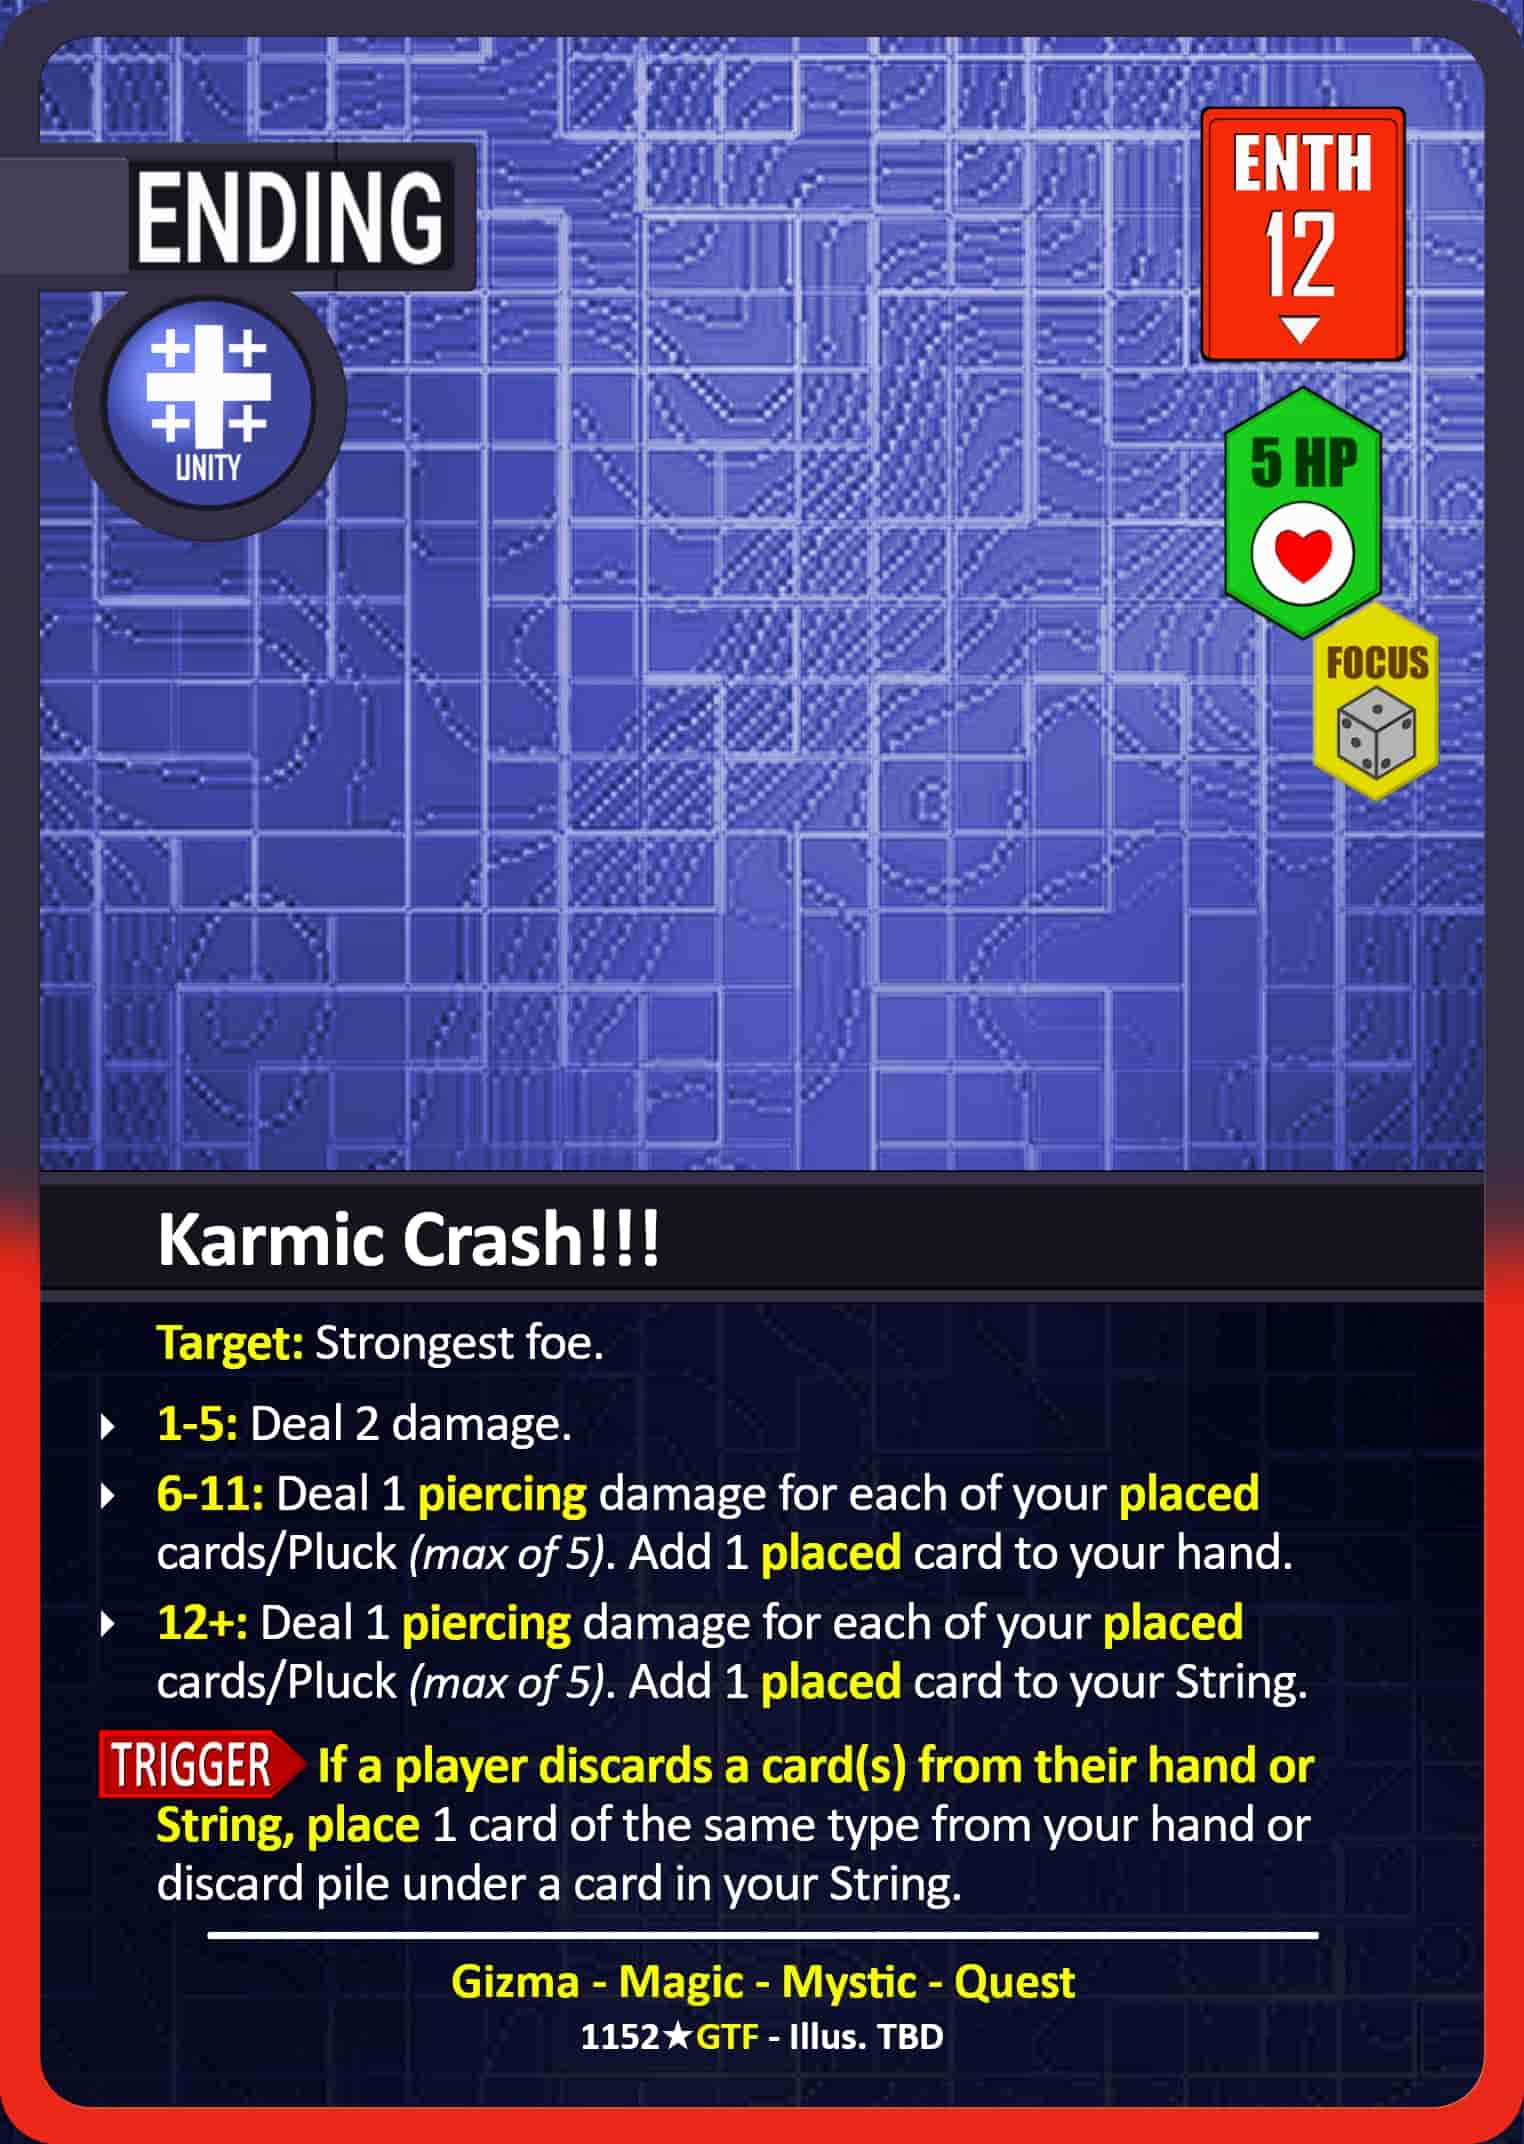 ENDING
ENTH
12
UNITY
5 HP
FOCUS
Karmic Crash!!!
Target: Strongest foe.
1-5: Deal 2 damage.
6-11: Deal 1 piercing damage for each of your placed
cards/Pluck (max of 5). Add 1 placed card to your hand.
12+: Deal 1 piercing damage for each of your placed
cards/Pluck (max of 5). Add 1 placed card to your String.
TRIGGER If a player discards a card(s) from their hand or
String, place 1 card of the same type from your hand or
discard pile under a card in your String.
Gizma - Magic - Mystic - Quest
1152★GTF - Illus. TBD